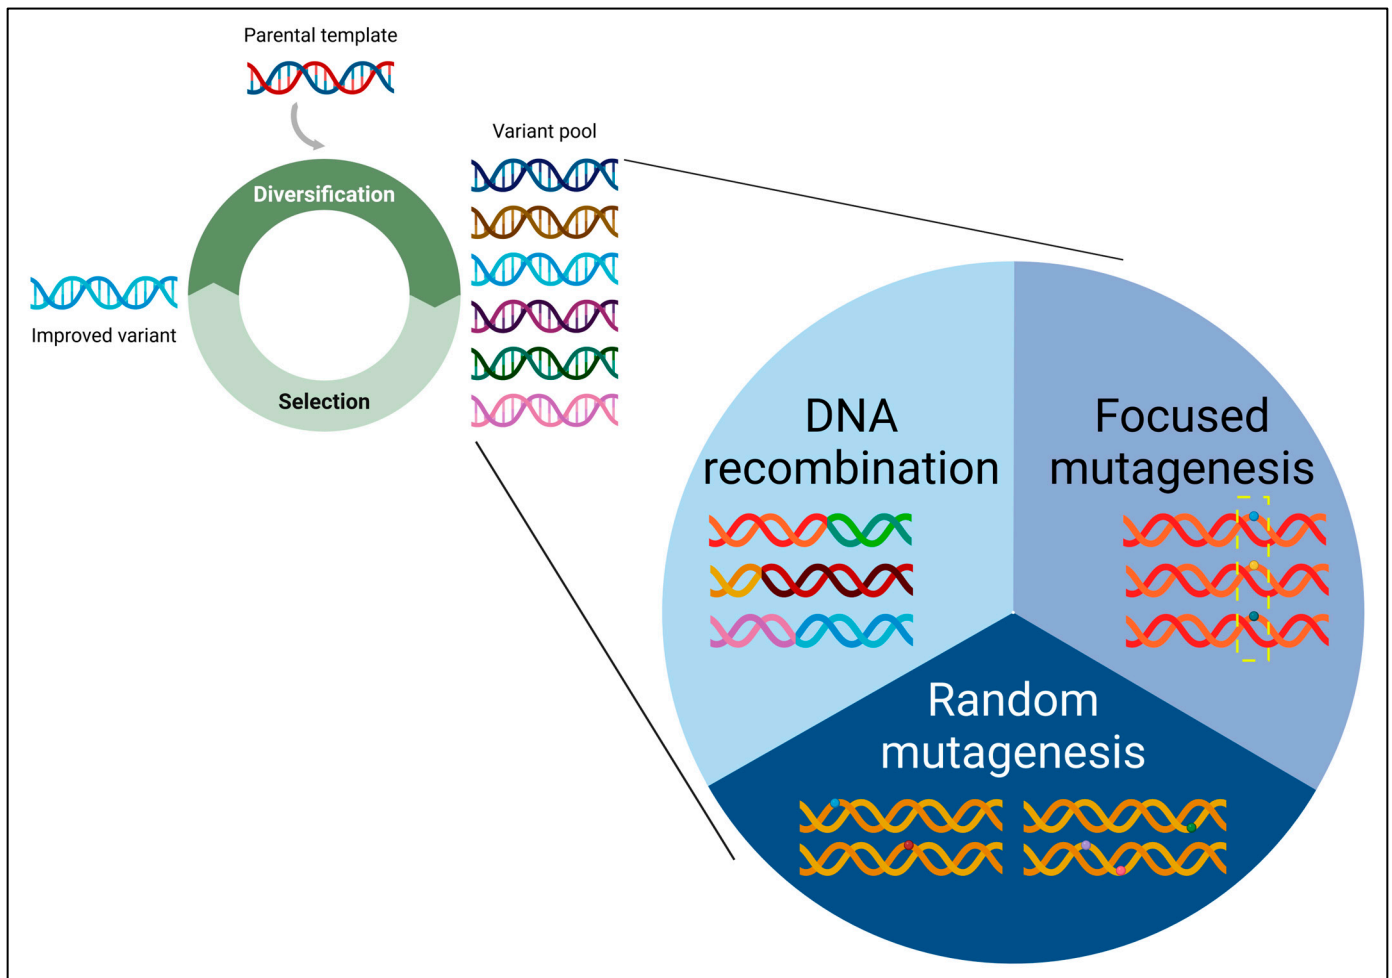 Parental template
Variant pool
Diversification
Improved variant
Selection
DNA
recombination
Focused
mutagenesis
Random
mutagenesis